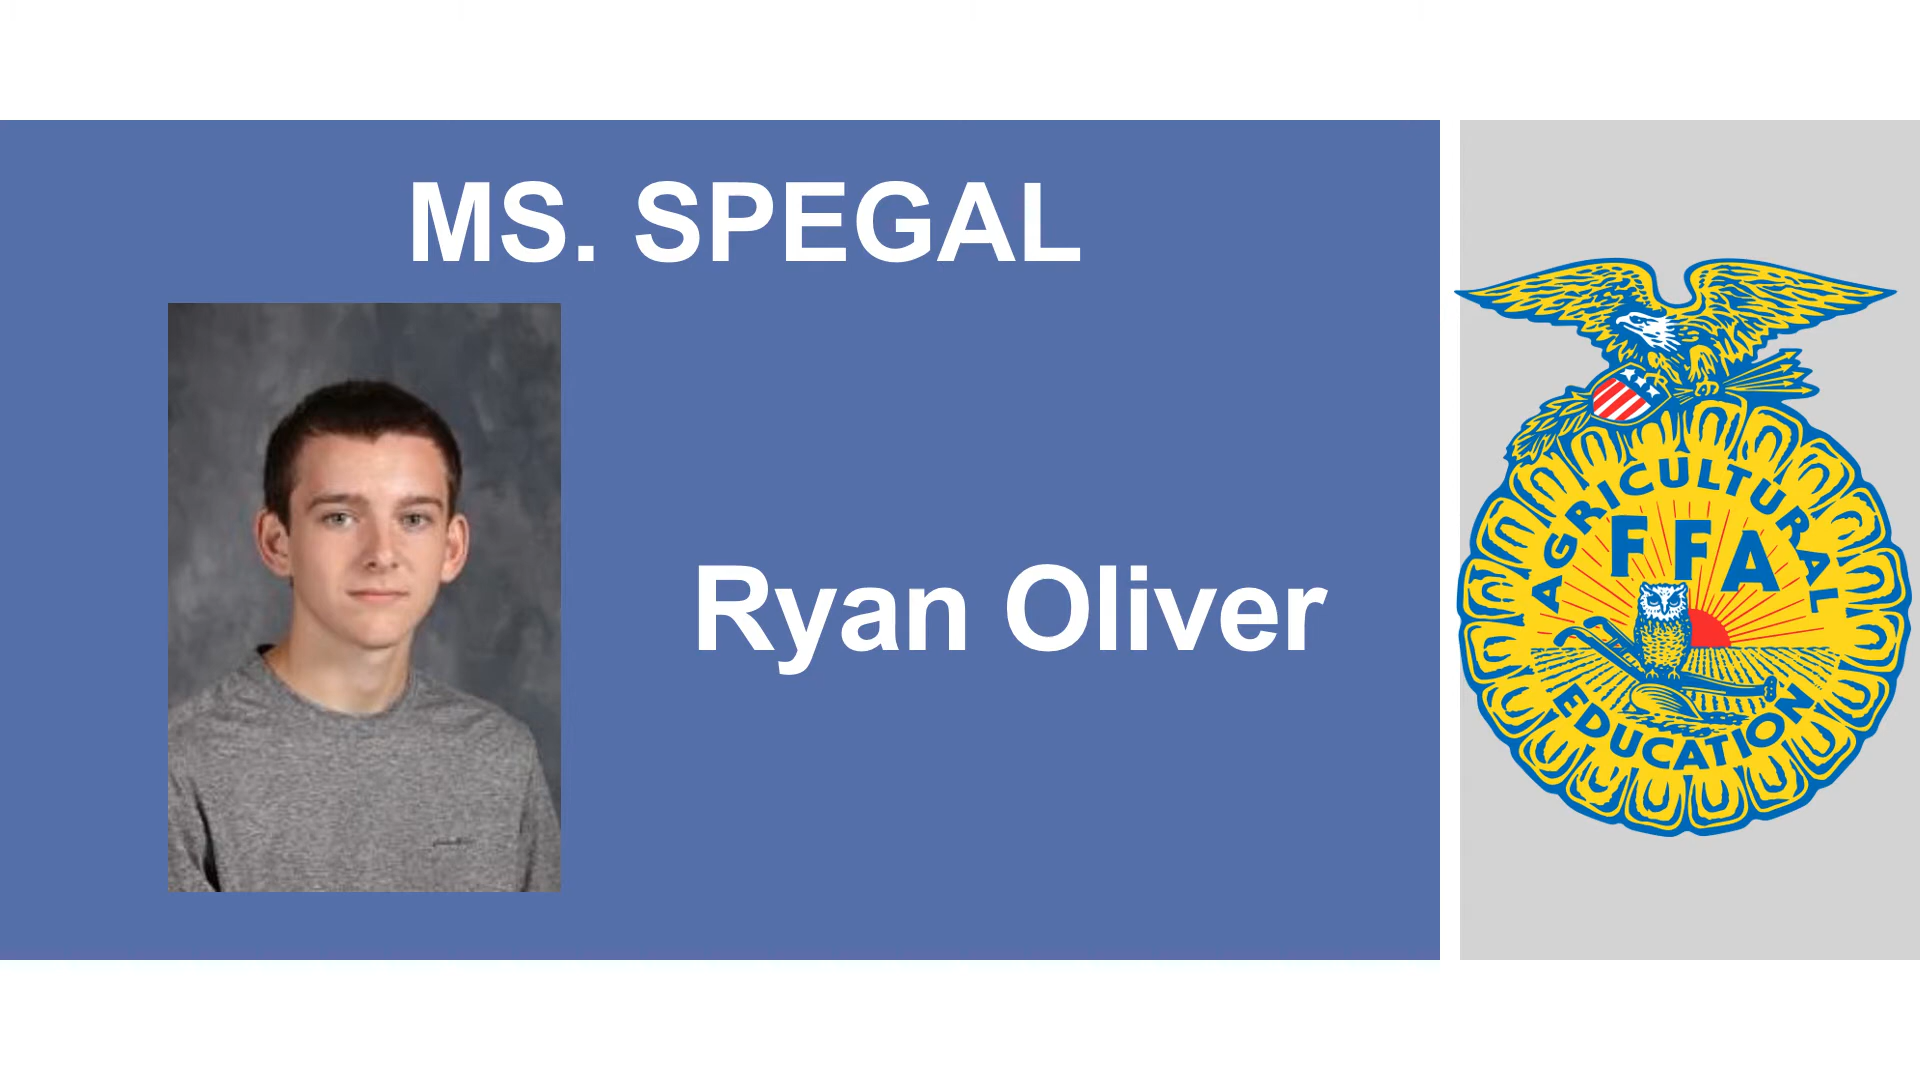 MS. SPEGAL
Ryan Oliver
AGRICULTURAL
FFA
EDUCATION